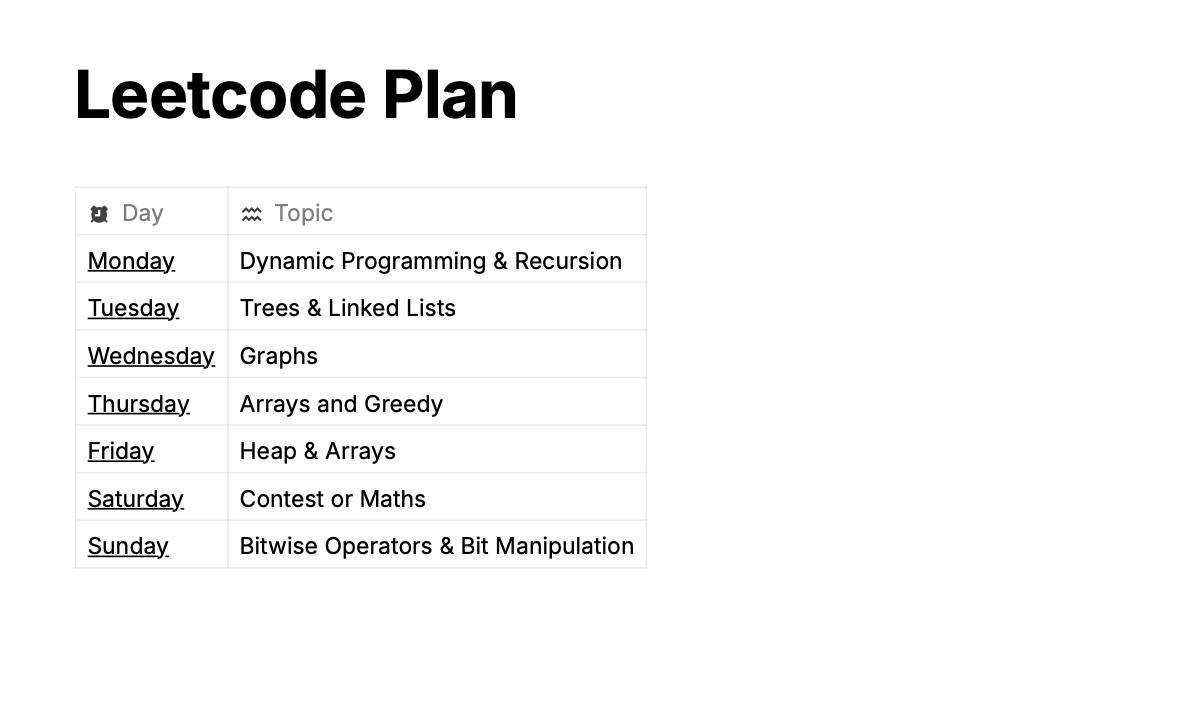 Leetcode Plan
Day Topic
Monday Dynamic Programming & Recursion
Tuesday Trees & Linked Lists
Wednesday Graphs
Thursday Arrays and Greedy
Friday Heap & Arrays
Saturday Contest or Maths
Sunday Bitwise Operators & Bit Manipulation